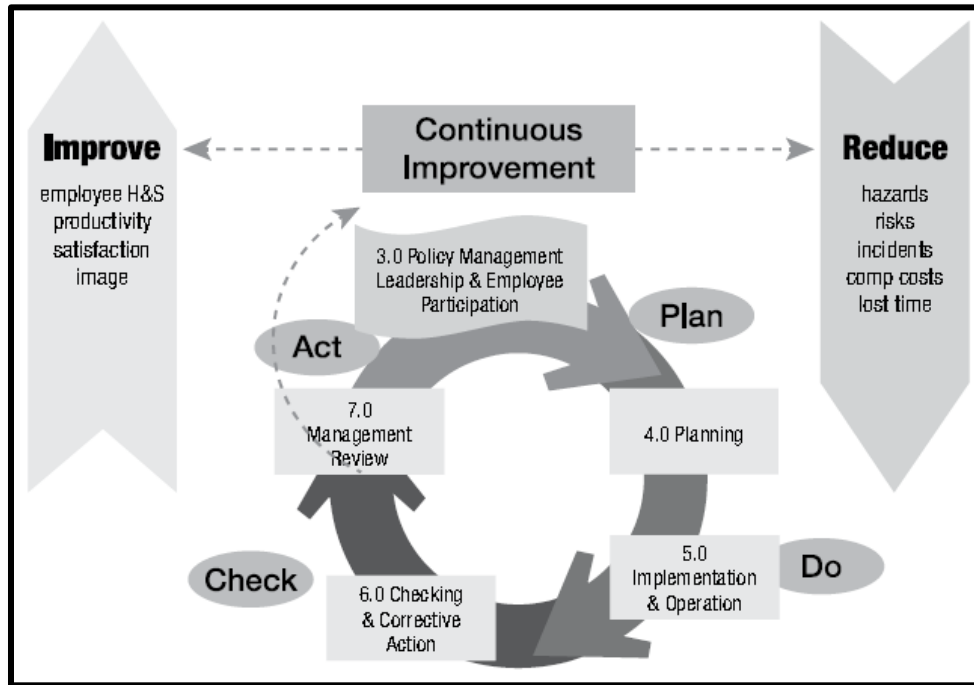 Improve
employee H&S
productivity
satisfaction
image
Continuous
Improvement
Reduce
hazards
risks
incidents
comp costs
lost time
3.0 Policy Management
Leadership & Employee
Participation
Plan
Act
7.0
Management
Review
4.0 Planning
5.0
Implementation
& Operation
Do
Check
6.0 Checking
& Corrective
Action